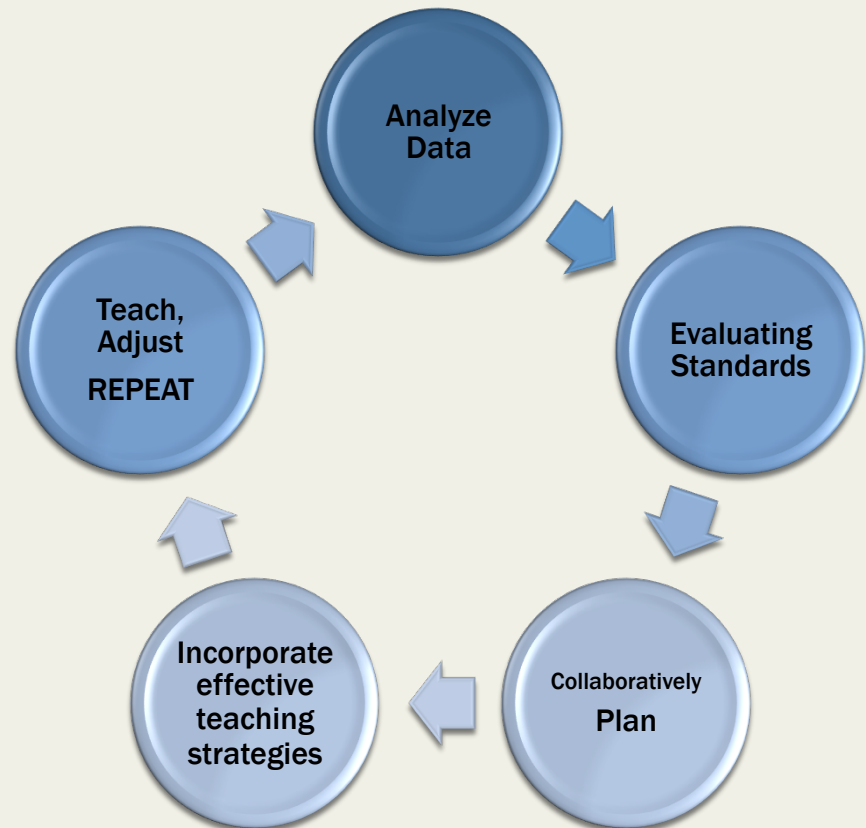 Analyze
Data
Evaluating
Standards
Collaboratively
Plan
Incorporate
effective
teaching
strategies
Teach,
Adjust
REPEAT